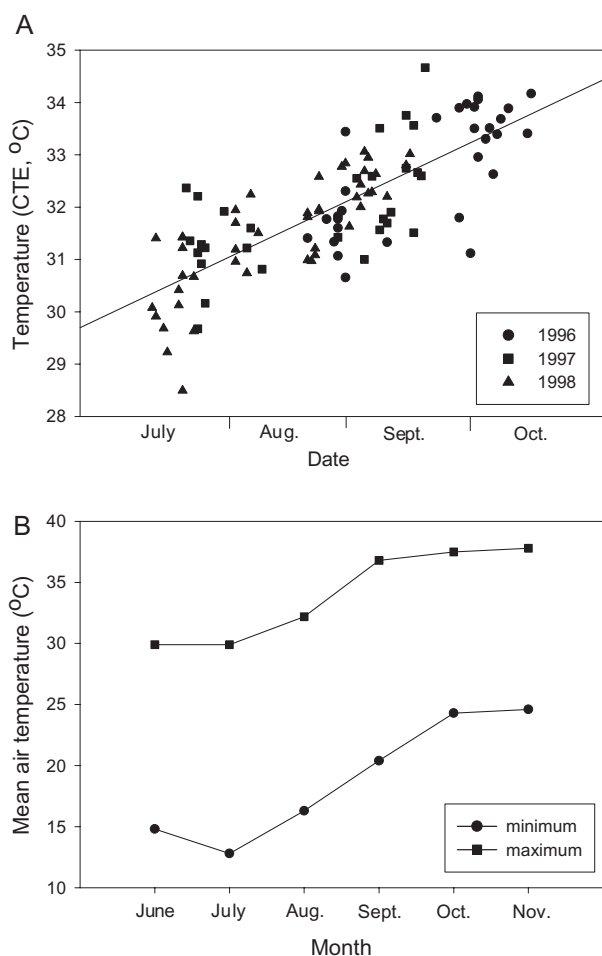 A
Temperature (CTE, °C)
35
34
33
32
31
30
29
28
1996
1997
1998
July
Aug.
Sept.
Oct.
Date
B
Mean air temperature (°C)
40
35
30
25
20
15
10
minimum
maximum
June
July
Aug.
Sept.
Oct.
Nov.
Month